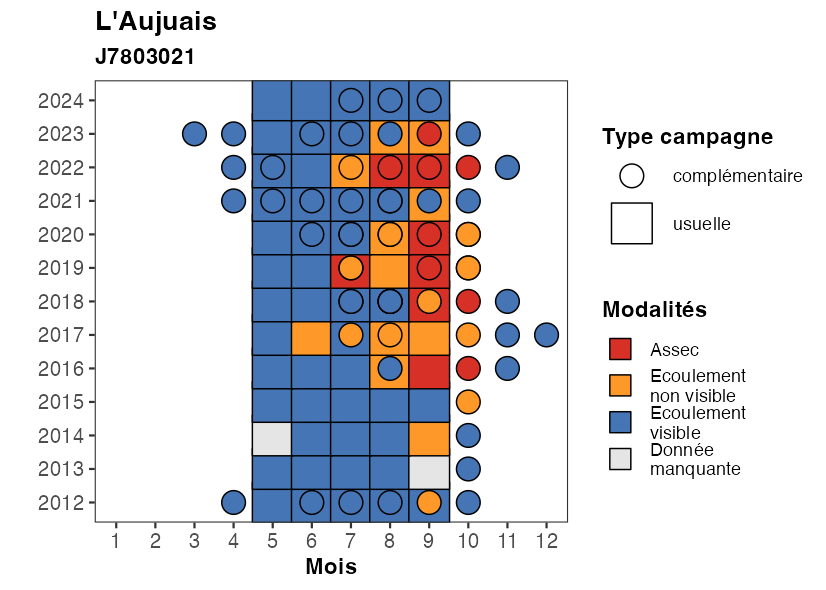 L'Aujuais
J7803021
2024
2023
2022
2021
2020
2019
2018
2017
2016
2015
2014
2013
2012
1 2 3 4 5 6 7 8 9 10 11 12
Mois
Type campagne
complémentaire
usuelle
Modalités
Assec
Ecoulement
non visible
Ecoulement
visible
Donnée
manquante